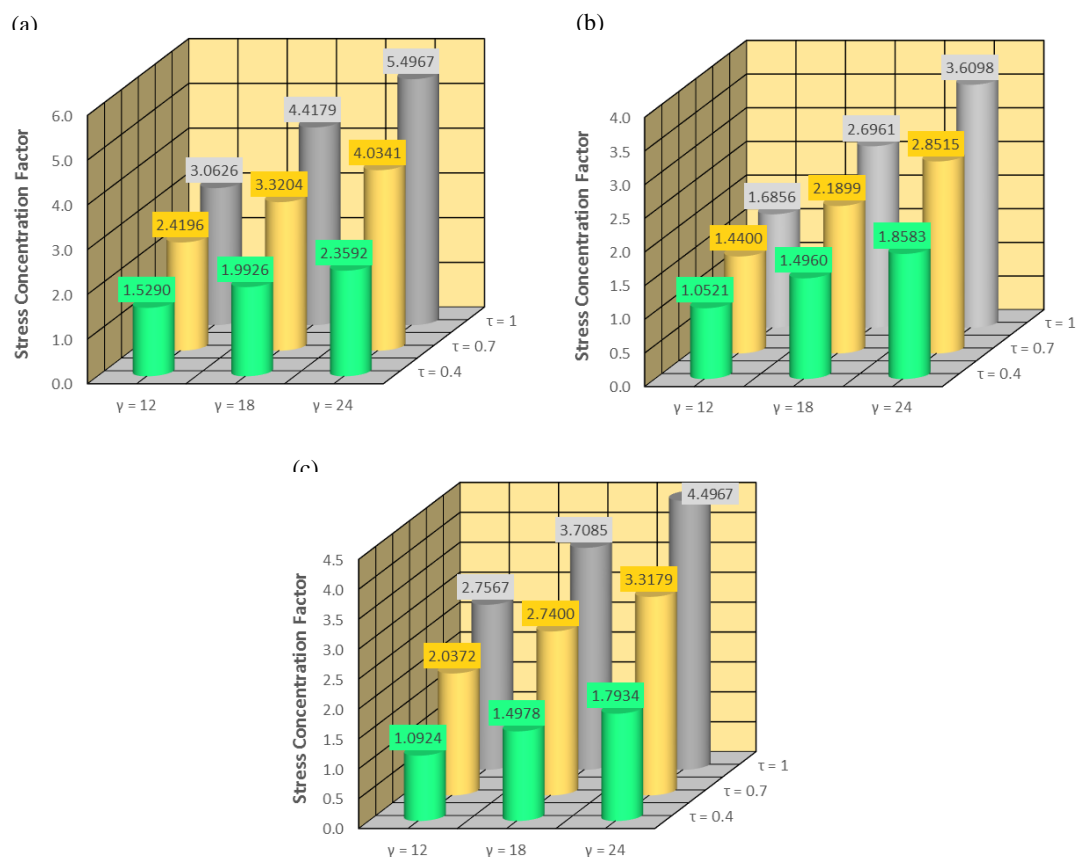 (a)
Stress Concentration Factor
6.0
5.0
4.0
3.0
2.0
1.0
0.0
5.4967
4.4179
4.0341
3.0626
3.3204
2.4196
2.3592
1.9926
1.5290
τ = 1
τ = 0.7
τ = 0.4
γ = 12
γ = 18
γ = 24
(b)
Stress Concentration Factor
4.0
3.5
3.0
2.5
2.0
1.5
1.0
0.5
0.0
3.6098
2.6961
2.8515
1.6856
2.1899
1.4400
1.8583
1.4960
1.0521
τ = 1
τ = 0.7
τ = 0.4
γ = 12
γ = 18
γ = 24
(c)
Stress Concentration Factor
4.5
4.0
3.5
3.0
2.5
2.0
1.5
1.0
0.5
0.0
4.4967
3.7085
3.3179
2.7567
2.7400
2.0372
1.7934
1.4978
1.0924
τ = 1
τ = 0.7
τ = 0.4
γ = 12
γ = 18
γ = 24